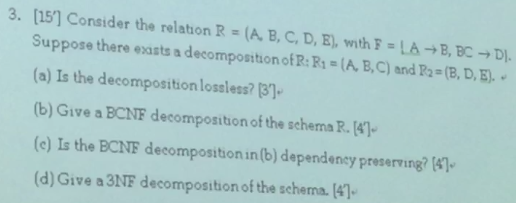 3. [15'] Consider the relation R = (A, B, C, D, E), with F = { A → B, BC → D}.
Suppose there exists a decomposition of R: R1 = (A, B, C) and R2 = (B, D, E).
(a) Is the decomposition lossless? [3']
(b) Give a BCNF decomposition of the schema R. [4']
(c) Is the BCNF decomposition in (b) dependency preserving? [4']
(d) Give a 3NF decomposition of the schema. [4']